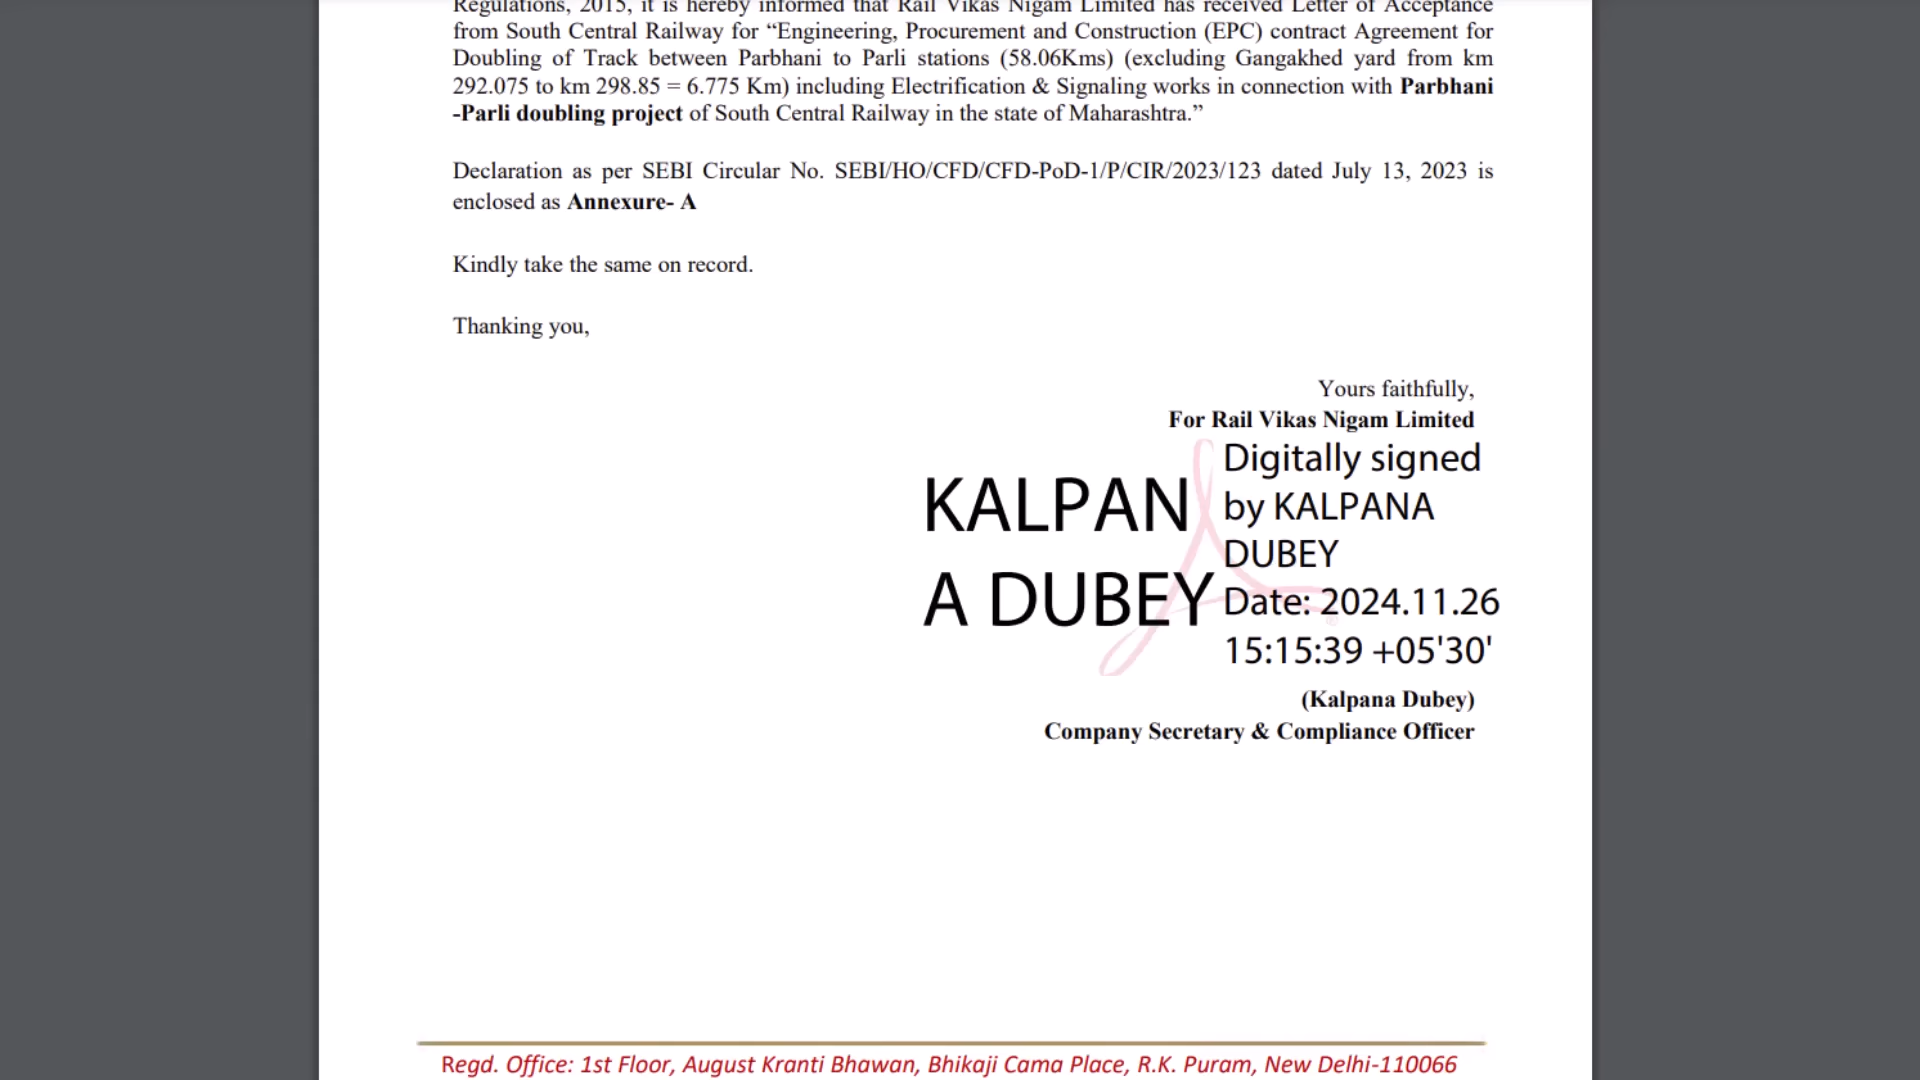 Regulations, 2015, it is hereby informed that Rail Vikas Nigam Limited has received Letter of Acceptance
from South Central Railway for “Engineering, Procurement and Construction (EPC) contract Agreement for
Doubling of Track between Parbhani to Parli stations (58.06Kms) (excluding Gangakhed yard from km
292.075 to km 298.85 = 6.775 Km) including Electrification & Signaling works in connection with Parbhani
-Parli doubling project of South Central Railway in the state of Maharashtra.”
Declaration as per SEBI Circular No. SEBI/HO/CFD/CFD-PoD-1/P/CIR/2023/123 dated July 13, 2023 is
enclosed as Annexure- A
Kindly take the same on record.
Thanking you,
Yours faithfully,
For Rail Vikas Nigam Limited
KALPAN
A DUBEY
Digitally signed
by KALPANA
DUBEY
Date: 2024.11.26
15:15:39 +05'30'
(Kalpana Dubey)
Company Secretary & Compliance Officer
Regd. Office: 1st Floor, August Kranti Bhawan, Bhikaji Cama Place, R.K. Puram, New Delhi-110066